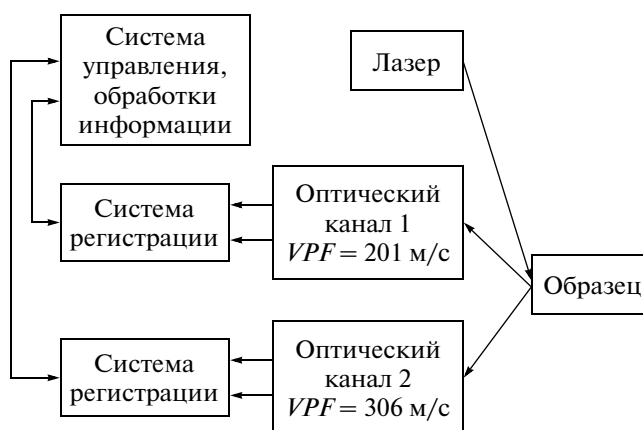 Система
управления,
обработки
информации
Лазер
Система
регистрации
Оптический
канал 1
VPF = 201 м/с
Образец
Система
регистрации
Оптический
канал 2
VPF = 306 м/с